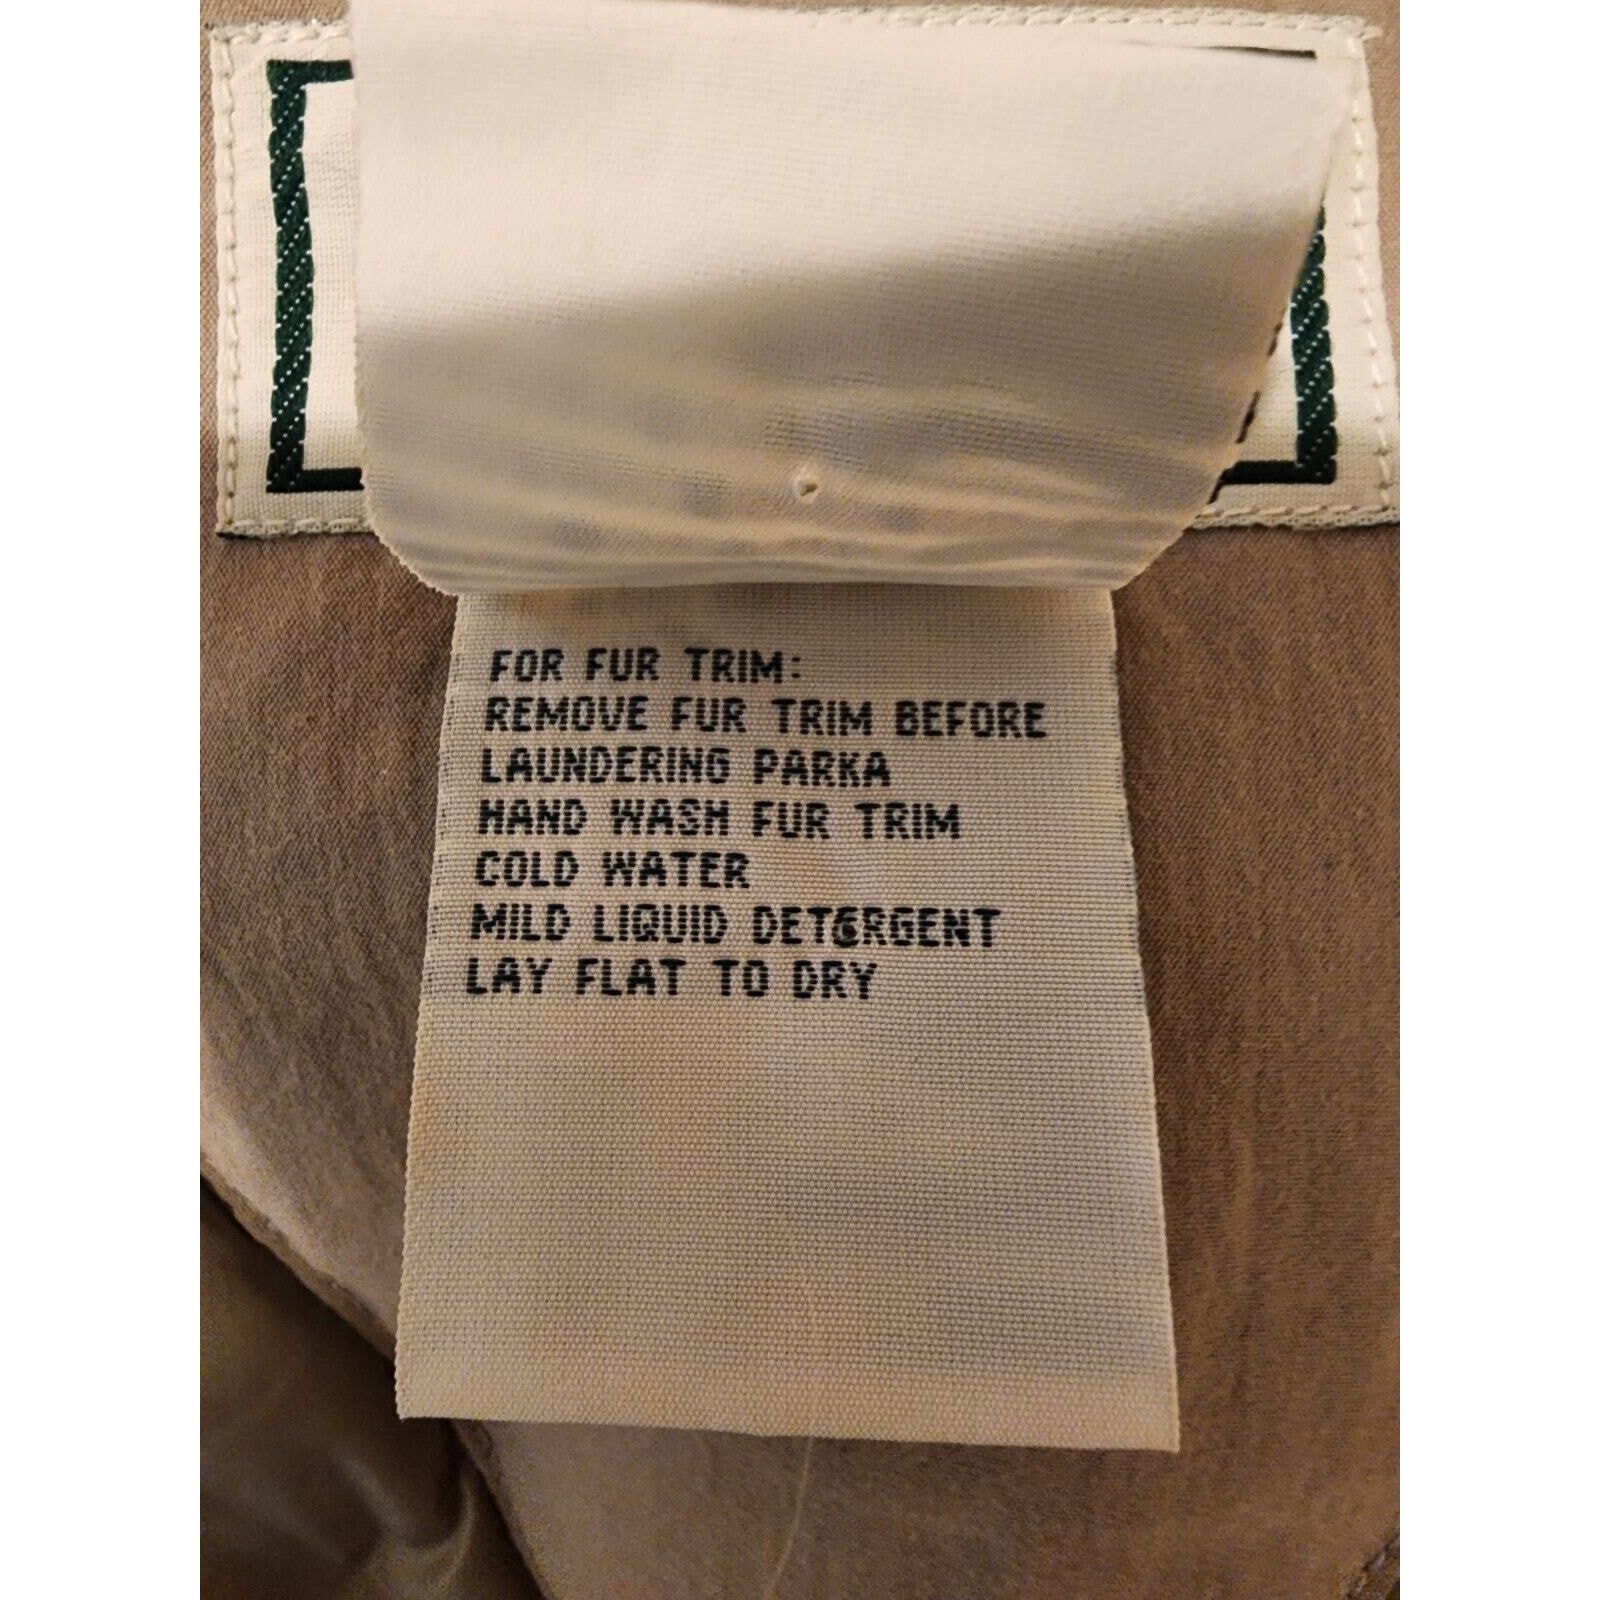 FOR FUR TRIM:
REMOVE FUR TRIM BEFORE
LAUNDERING PARKA
HAND WASH FUR TRIM
COLD WATER
MILD LIQUID DETERGENT
LAY FLAT TO DRY